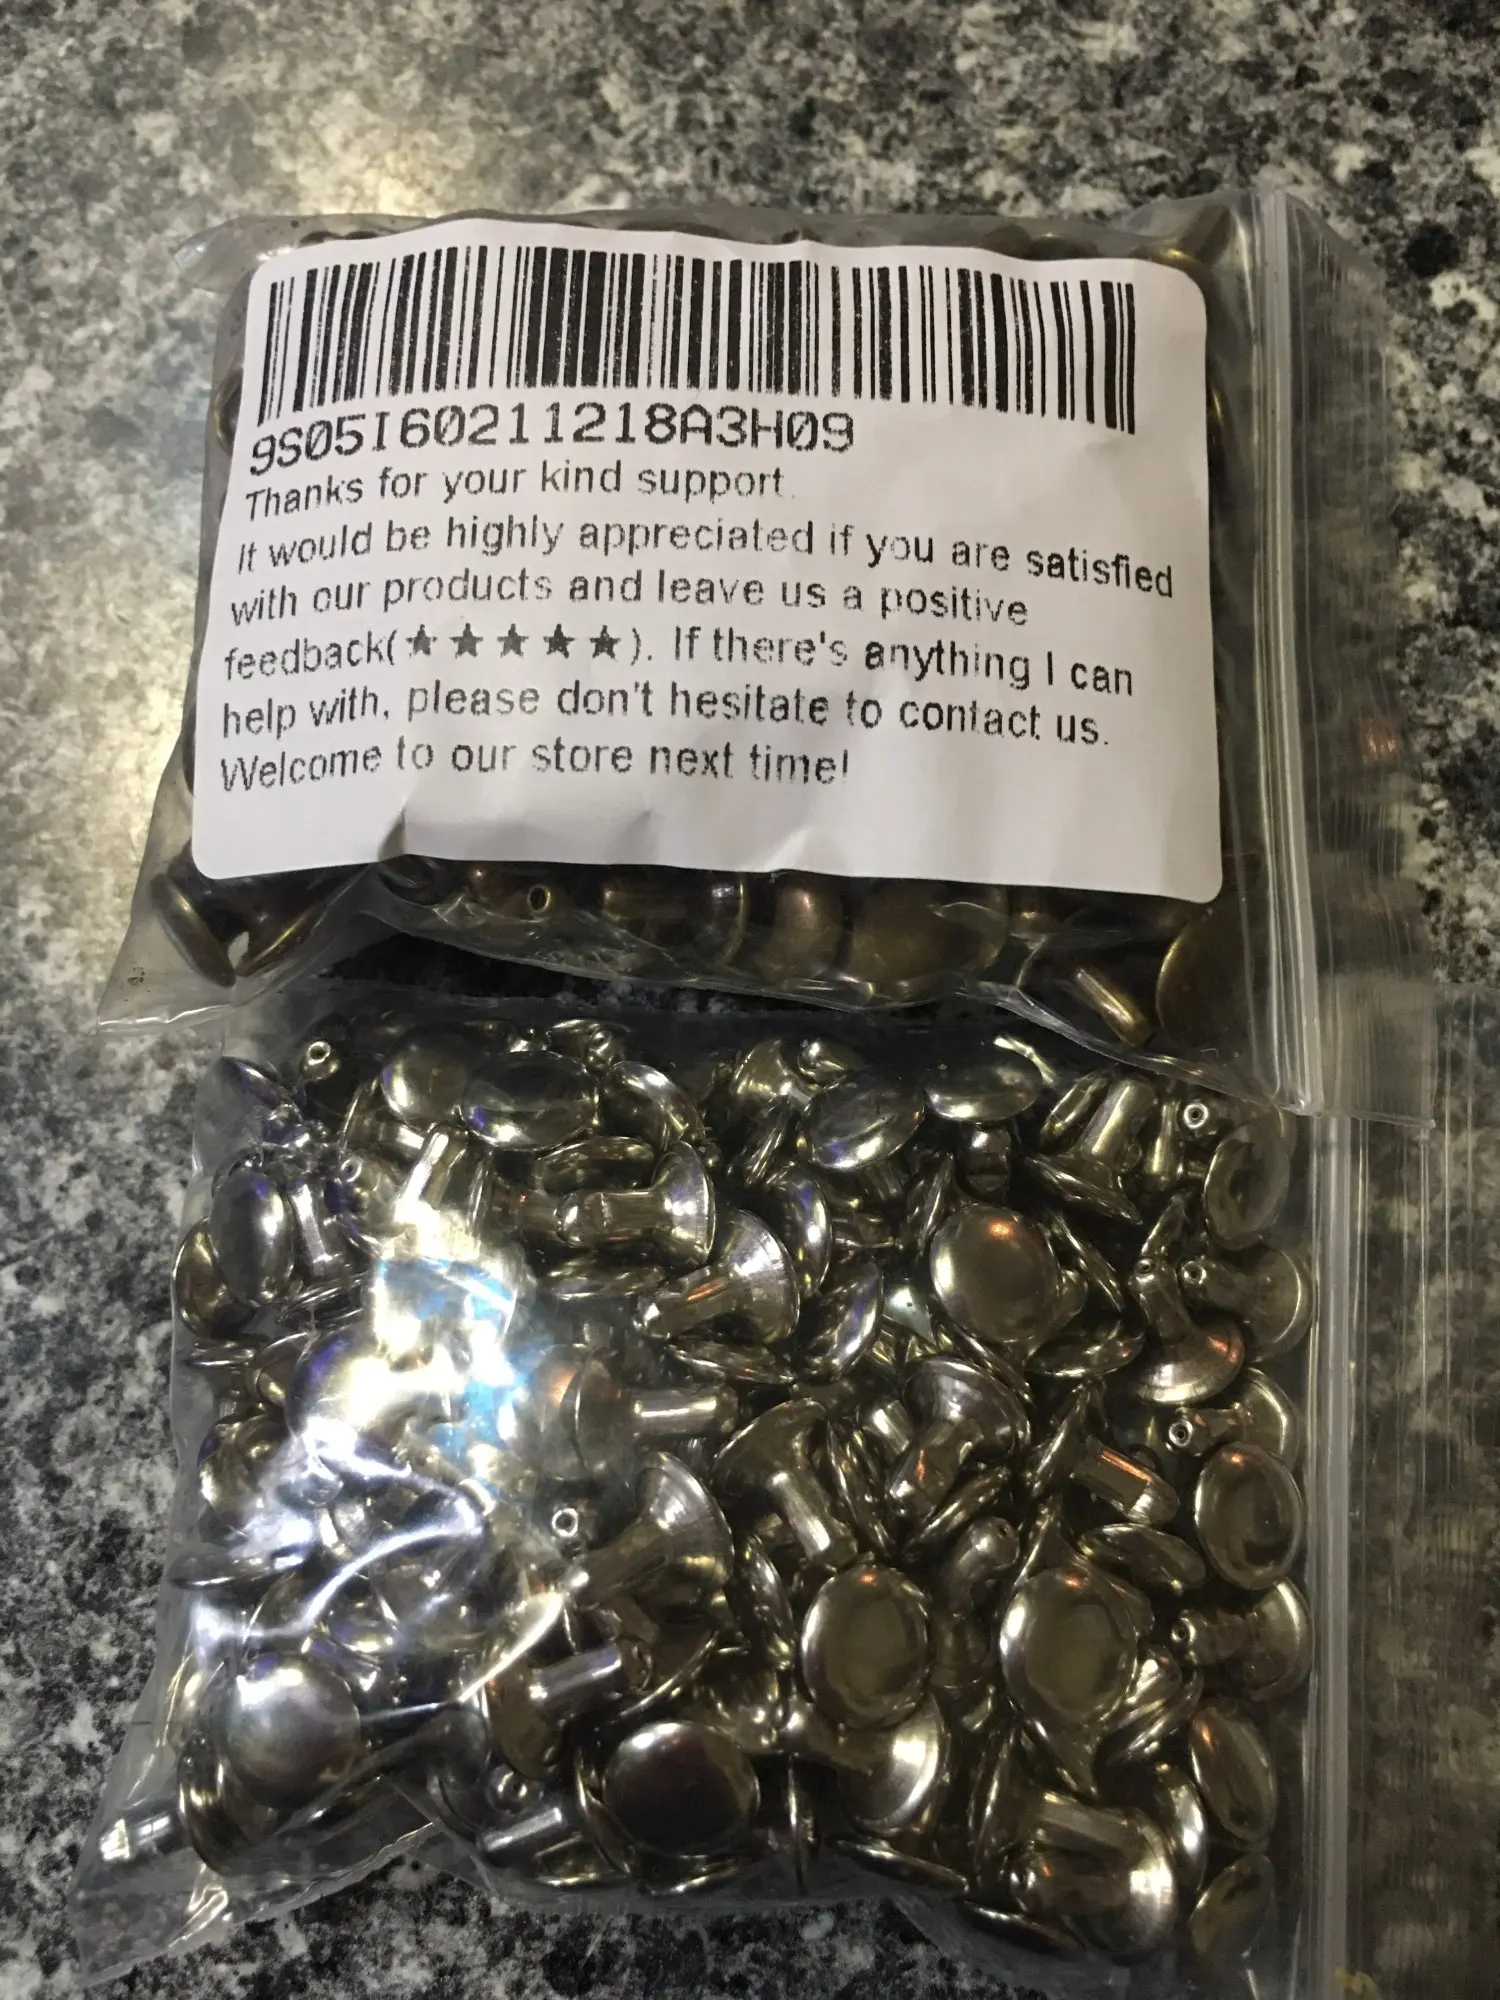 9S05I60211218A3H09
Thanks for your kind support.
It would be highly appreciated if you are satisfied
with our products and leave us a positive
feedback(★★★★★). If there's anything I can
help with, please don't hesitate to contact us.
Welcome to our store next time!